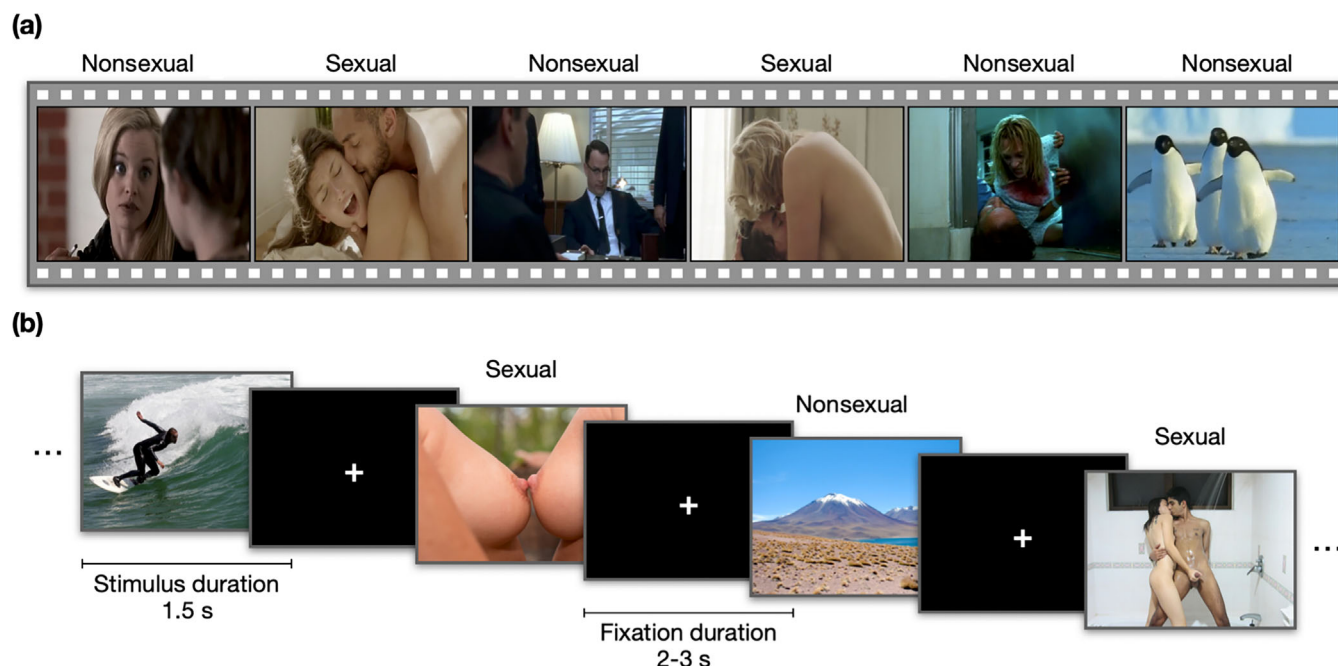 (a)
Nonsexual
Sexual
Nonsexual
Sexual
Nonsexual
Nonsexual
(b)
Sexual
Nonsexual
Sexual
...
+
+
+
...
Stimulus duration
1.5 s
Fixation duration
2-3 s